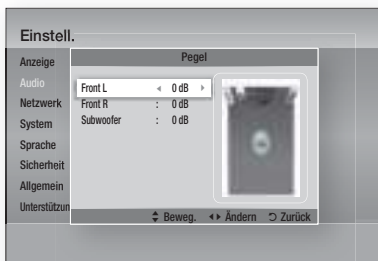 Einstell.
Pegel
Anzeige
Audio
Netzwerk
System
Sprache
Sicherheit
Allgemein
Unterstützun
Front L ◄ 0 dB ►
Front R : 0 dB
Subwoofer : 0 dB
Beweg. Ändern Zurück